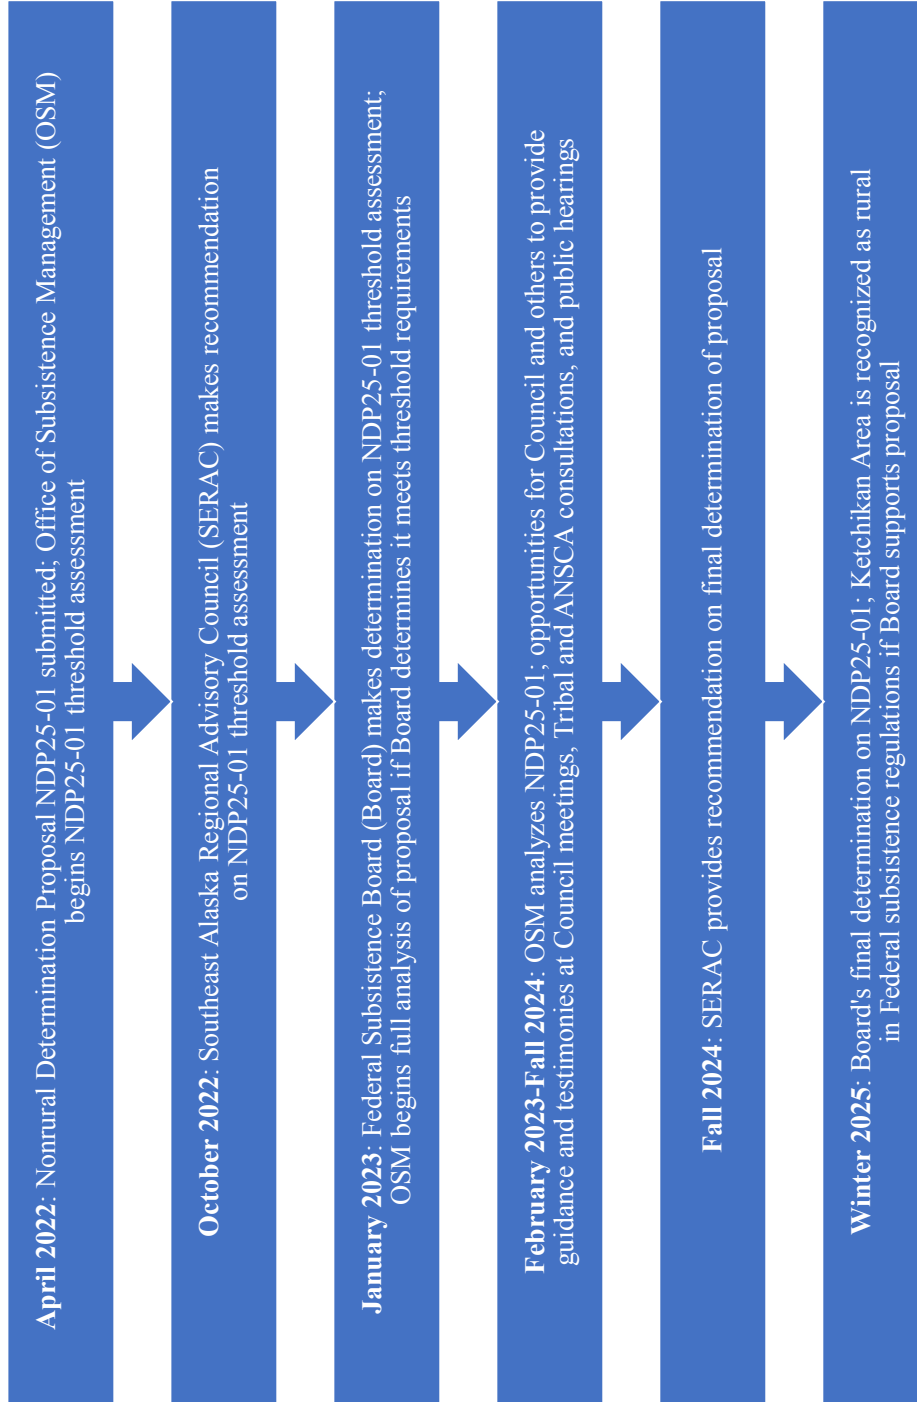 April 2022: Nonrural Determination Proposal NDP25-01 submitted; Office of Subsistence Management (OSM)
begins NDP25-01 threshold assessment
October 2022: Southeast Alaska Regional Advisory Council (SERAC) makes recommendation
on NDP25-01 threshold assessment
January 2023: Federal Subsistence Board (Board) makes determination on NDP25-01 threshold assessment;
OSM begins full analysis of proposal if Board determines it meets threshold requirements
February 2023-Fall 2024: OSM analyzes NDP25-01; opportunities for Council and others to provide
guidance and testimonies at Council meetings, Tribal and ANSCA consultations, and public hearings
Fall 2024: SERAC provides recommendation on final determination of proposal
Winter 2025: Board's final determination on NDP25-01; Ketchikan Area is recognized as rural
in Federal subsistence regulations if Board supports proposal